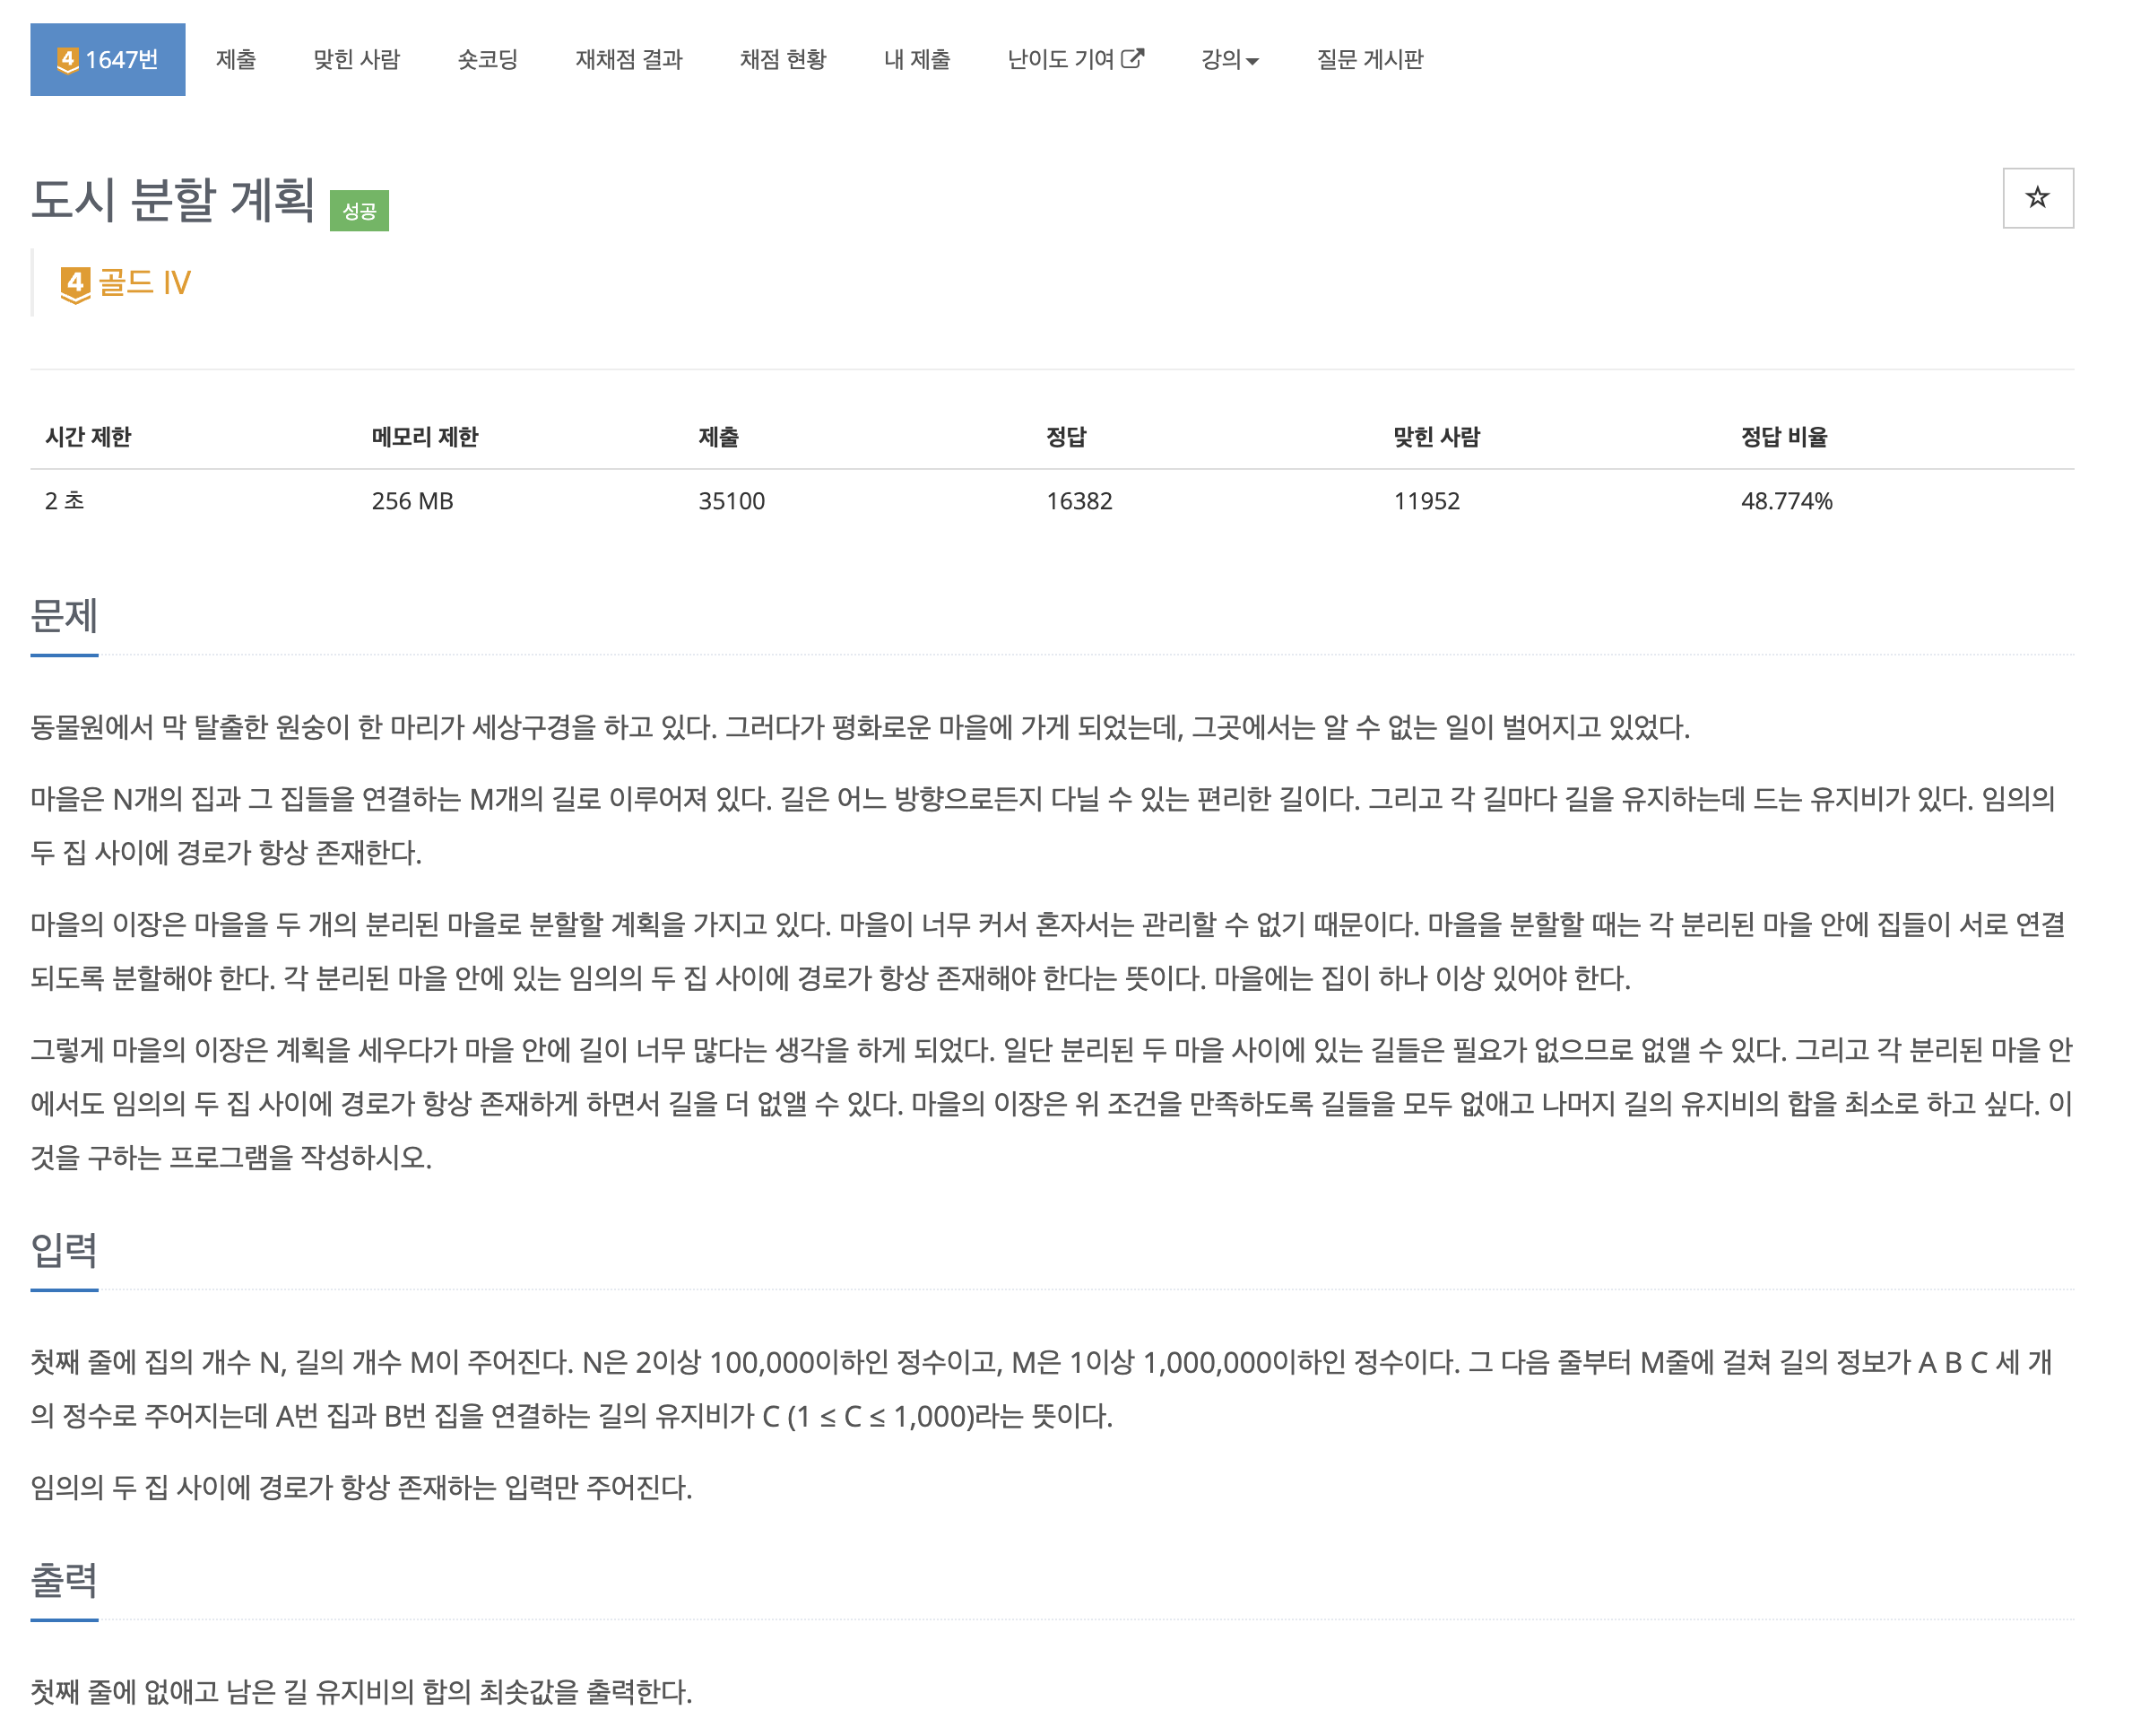 4 1647번 제출 맞힌 사람 숏코딩 재채점 결과 채점 현황 내 제출 난이도 기여 강의 질문 게시판
도시 분할 계획 성공
4 골드 IV
시간 제한 메모리 제한 제출 정답 맞힌 사람 정답 비율
2 초 256 MB 35100 16382 11952 48.774%
문제
동물원에서 막 탈출한 원숭이 한 마리가 세상구경을 하고 있다. 그러다가 평화로운 마을에 가게 되었는데, 그곳에서는 알 수 없는 일이 벌어지고 있었다.
마을은 N개의 집과 그 집들을 연결하는 M개의 길로 이루어져 있다. 길은 어느 방향으로든지 다닐 수 있는 편리한 길이다. 그리고 각 길마다 길을 유지하는데 드는 유지비가 있다. 임의의
두 집 사이에 경로가 항상 존재한다.
마을의 이장은 마을을 두 개의 분리된 마을로 분할할 계획을 가지고 있다. 마을이 너무 커서 혼자서는 관리할 수 없기 때문이다. 마을을 분할할 때는 각 분리된 마을 안에 집들이 서로 연결
되도록 분할해야 한다. 각 분리된 마을 안에 있는 임의의 두 집 사이에 경로가 항상 존재해야 한다는 뜻이다. 마을에는 집이 하나 이상 있어야 한다.
그렇게 마을의 이장은 계획을 세우다가 마을 안에 길이 너무 많다는 생각을 하게 되었다. 일단 분리된 두 마을 사이에 있는 길들은 필요가 없으므로 없앨 수 있다. 그리고 각 분리된 마을 안
에서도 임의의 두 집 사이에 경로가 항상 존재하게 하면서 길을 더 없앨 수 있다. 마을의 이장은 위 조건을 만족하도록 길들을 모두 없애고 나머지 길의 유지비의 합을 최소로 하고 싶다. 이
것을 구하는 프로그램을 작성하시오.
입력
첫째 줄에 집의 개수 N, 길의 개수 M이 주어진다. N은 2이상 100,000이하인 정수이고, M은 1이상 1,000,000이하인 정수이다. 그 다음 줄부터 M줄에 걸쳐 길의 정보가 A B C 세 개
의 정수로 주어지는데 A번 집과 B번 집을 연결하는 길의 유지비가 C (1 ≤ C ≤ 1,000)라는 뜻이다.
임의의 두 집 사이에 경로가 항상 존재하는 입력만 주어진다.
출력
첫째 줄에 없애고 남은 길 유지비의 합의 최솟값을 출력한다.